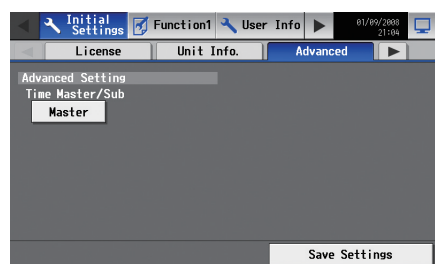 Initial
Settings
Function1
User Info
01/09/2008
21:04
License
Unit Info.
Advanced
Advanced Setting
Time Master/Sub
Master
Save Settings